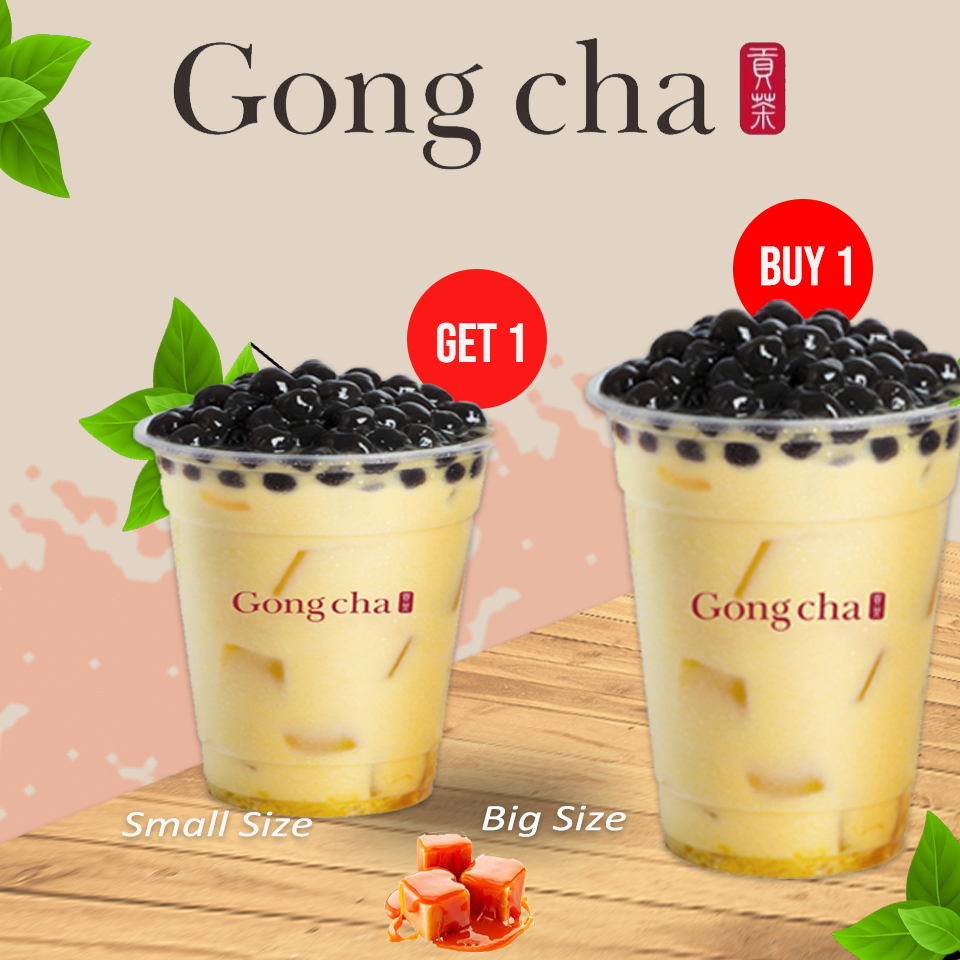 Gong cha 貢茶
BUY 1
GET 1
Gong cha
Gong cha
Small Size
Big Size